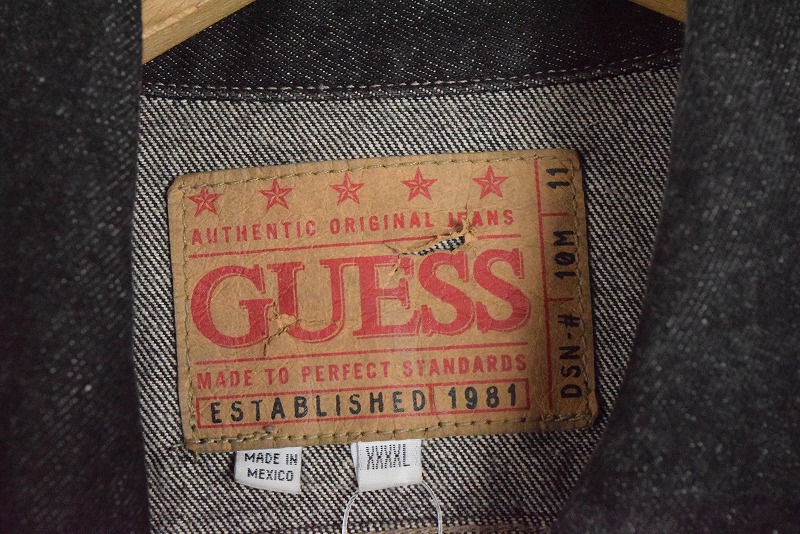 AUTHENTIC ORIGINAL JEANS
GUESS
MADE TO PERFECT STANDARDS
ESTABLISHED 1981
DSN-# 10M 11
MADE IN
MEXICO
XXXXL